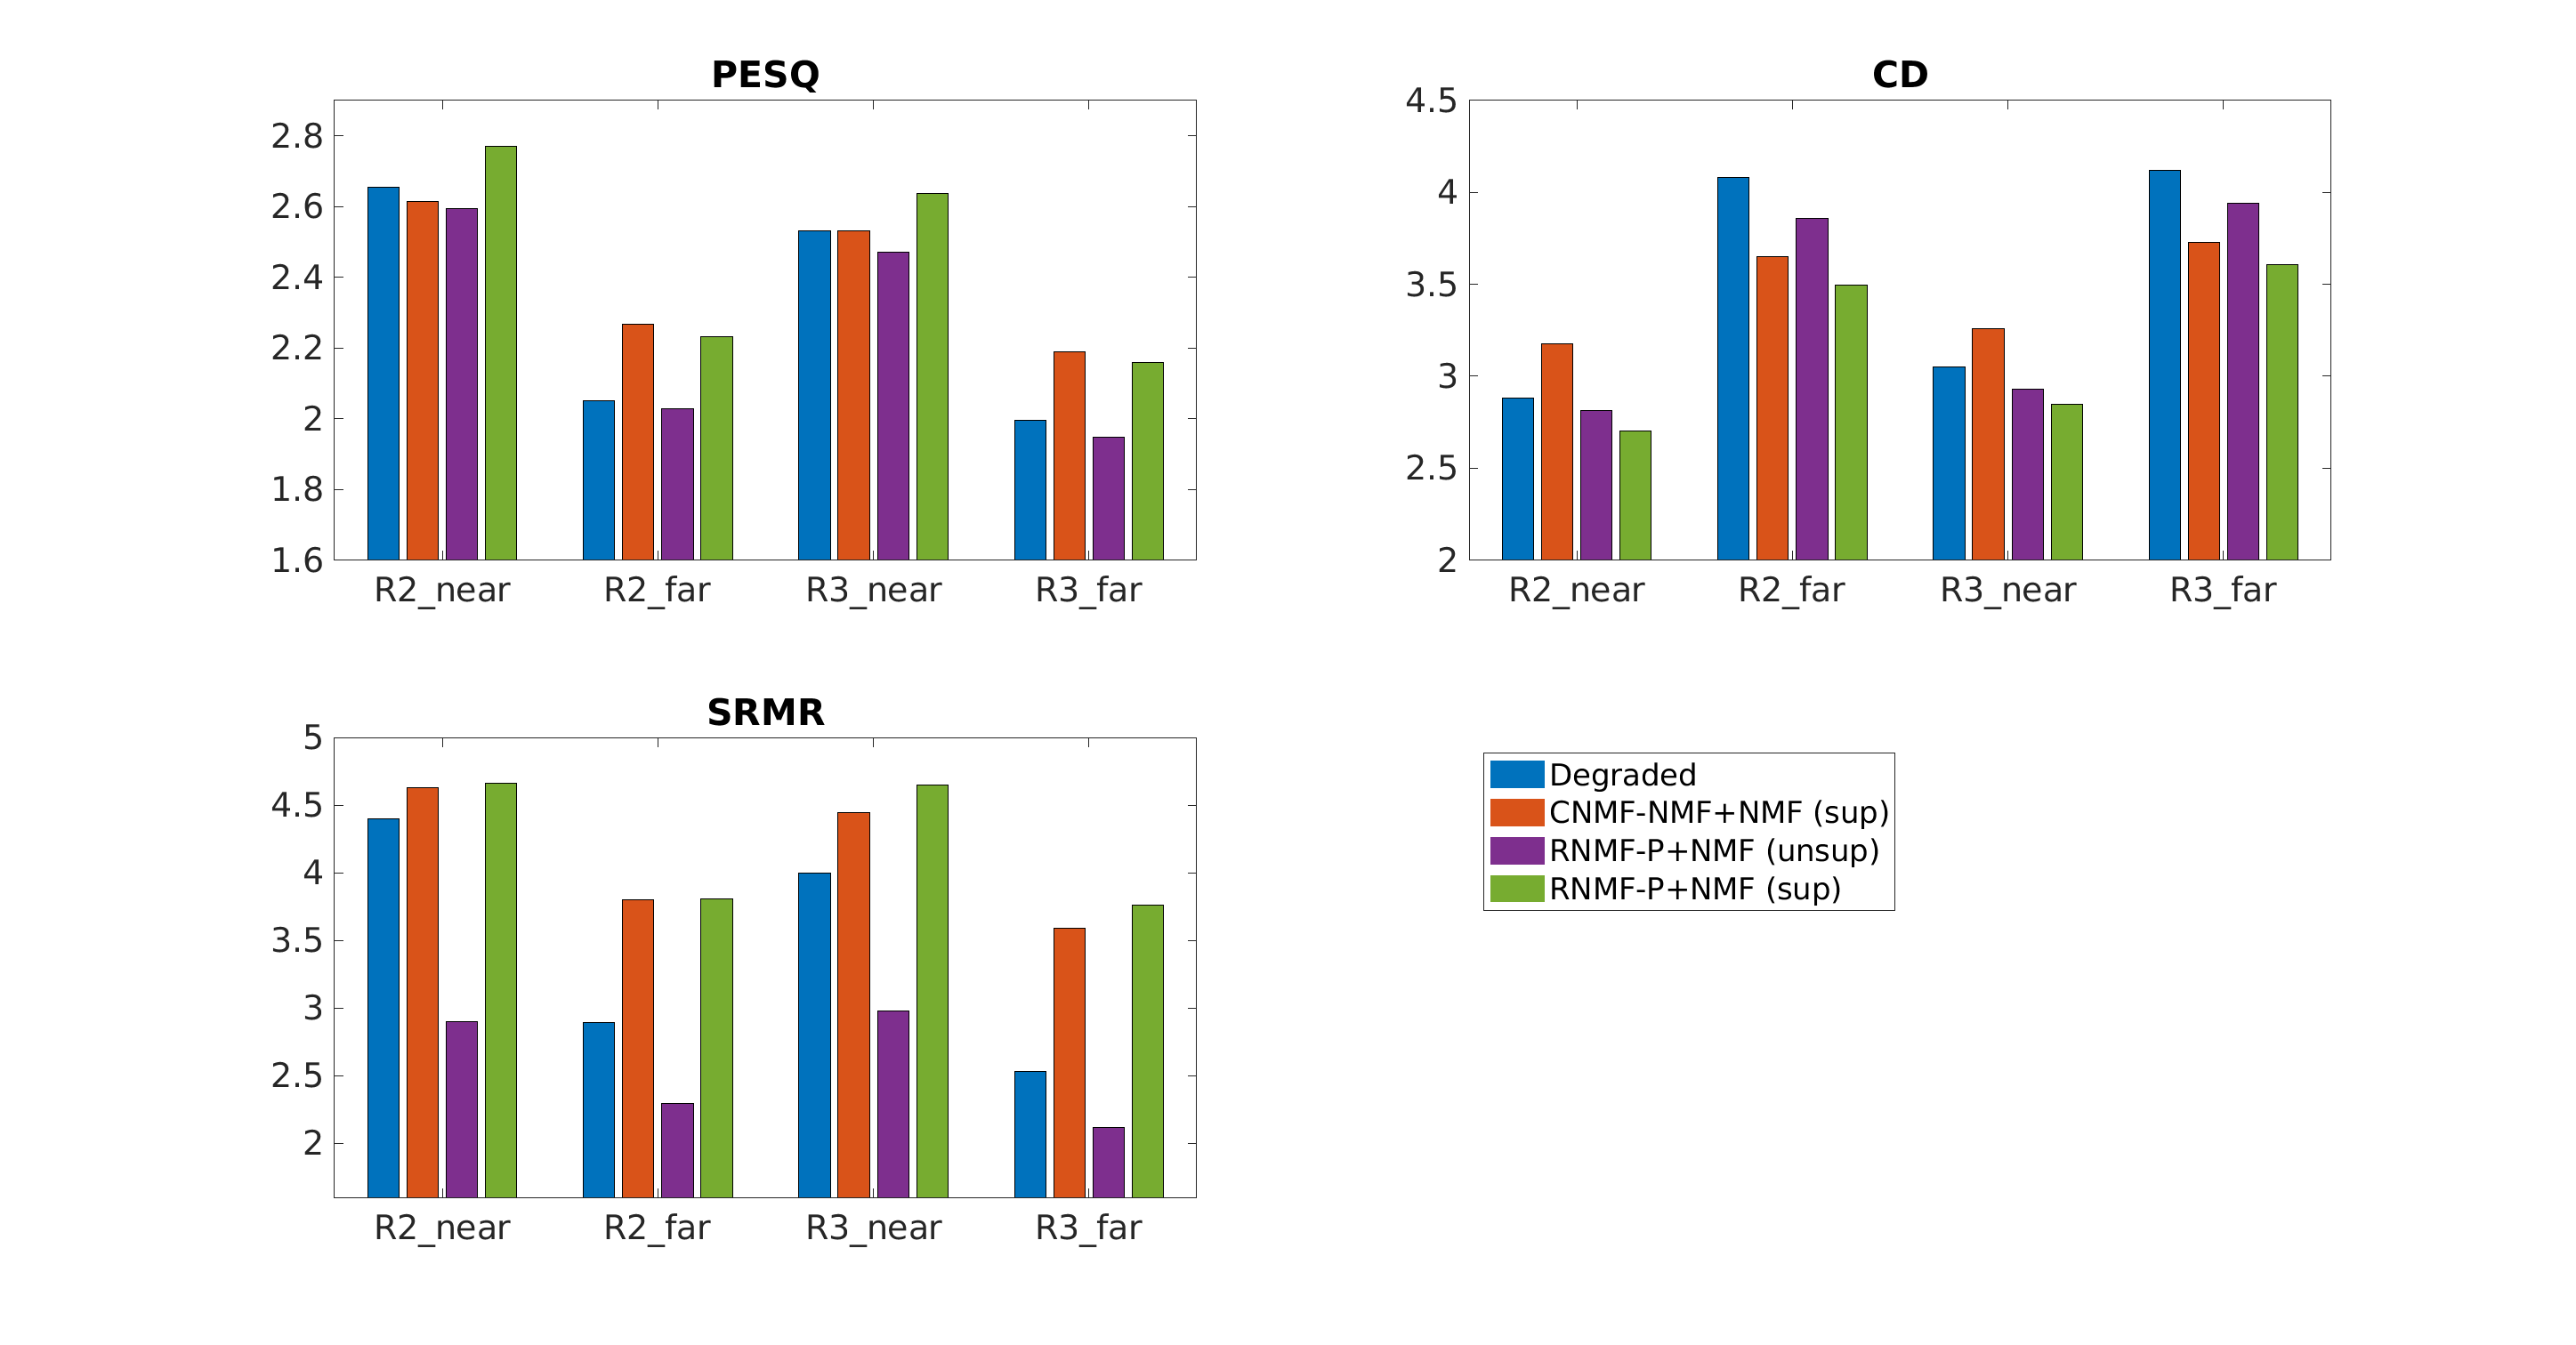 PESQ
2.8
2.6
2.4
2.2
2
1.8
1.6
R2_near R2_far R3_near R3_far
CD
4.5
4
3.5
3
2.5
2
R2_near R2_far R3_near R3_far
SRMR
5
4.5
4
3.5
3
2.5
2
R2_near R2_far R3_near R3_far
Degraded
CNMF-NMF+NMF (sup)
RNMF-P+NMF (unsup)
RNMF-P+NMF (sup)